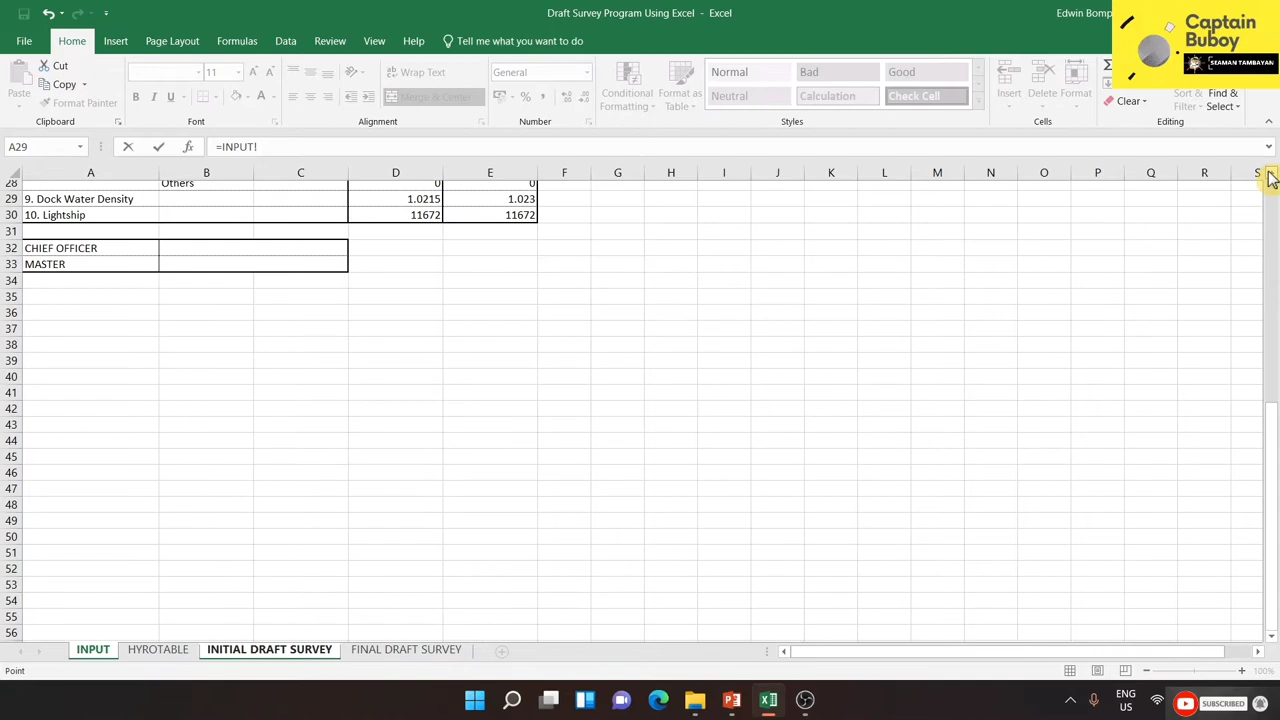 Draft Survey Program Using Excel - Excel
Edwin Bomp
Captain
Buboy
SEAMAN TAMBAYAN
File Home Insert Page Layout Formulas Data Review View Help Tell me what you want to do
Cut
Copy
Format Painter
Paste
11
Wrap Text
Merge & Center
General
Conditional
Formatting
Format as
Table
Normal Bad Good
Neutral Calculation Check Cell
Insert Delete Format
Clear
Sort &
Filter
Find &
Select
Clipboard Font Alignment Number Styles Cells Editing
A29 =INPUT!
A B C D E F G H I J K L M N O P Q R S
28 Others 0 0
29 9. Dock Water Density 1.0215 1.023
30 10. Lightship 11672 11672
31
32 CHIEF OFFICER
33 MASTER
34
35
36
37
38
39
40
41
42
43
44
45
46
47
48
49
50
51
52
53
54
55
56
INPUT HYROTABLE INITIAL DRAFT SURVEY FINAL DRAFT SURVEY
Point
100%
ENG
US
SUBSCRIBED